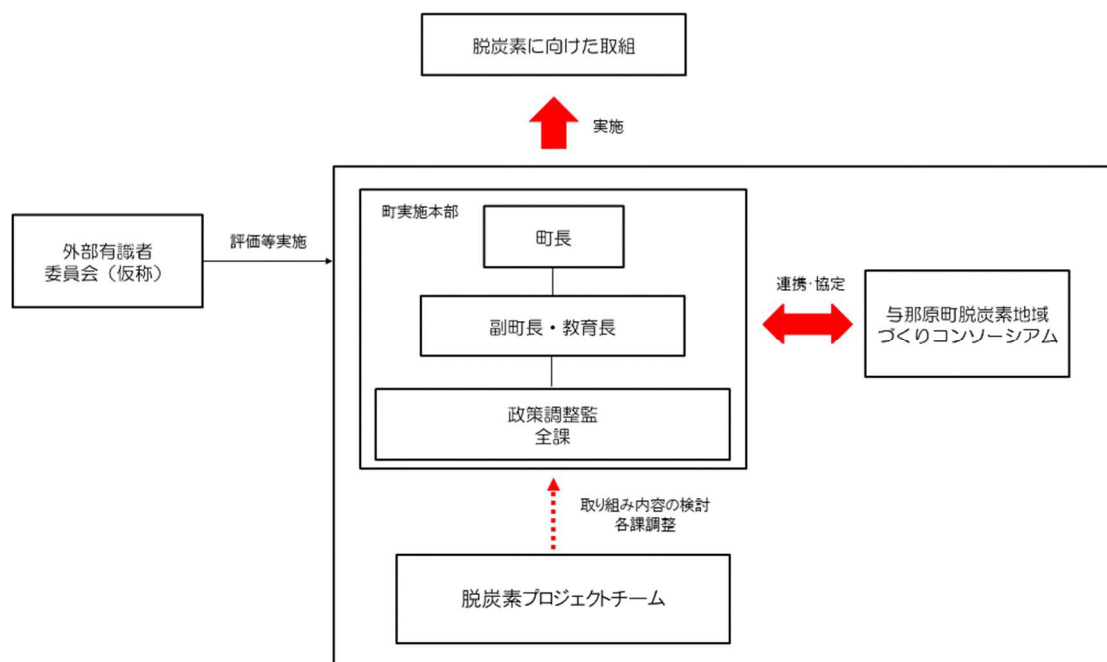 脱炭素に向けた取組
実施
町実施本部
町長
外部有識者
委員会（仮称）
評価等実施
副町長・教育長
連携・協定
与那原町脱炭素地域
づくりコンソーシアム
政策調整監
全課
取り組み内容の検討
各課調整
脱炭素プロジェクトチーム